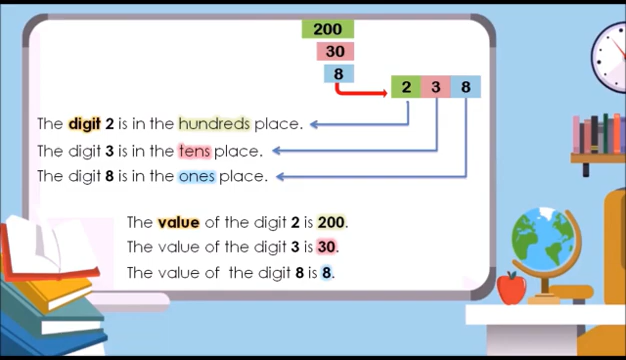 200
30
8
2 3 8
The digit 2 is in the hundreds place.
The digit 3 is in the tens place.
The digit 8 is in the ones place.
The value of the digit 2 is 200.
The value of the digit 3 is 30.
The value of the digit 8 is 8.